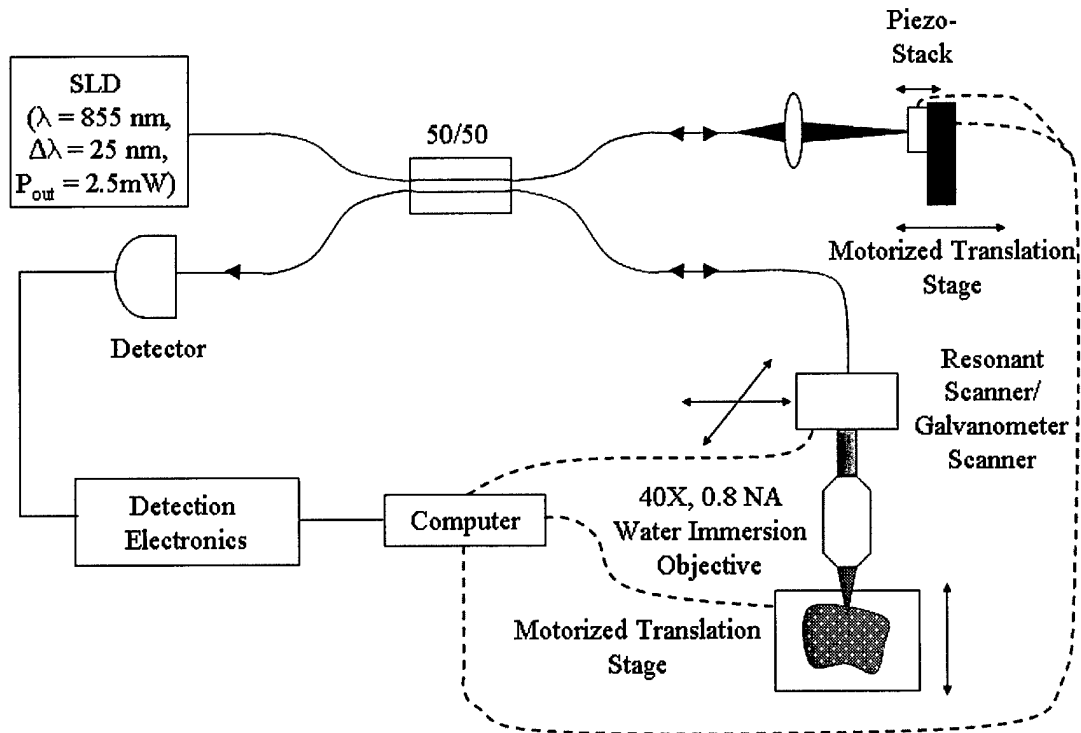 SLD
(λ = 855 nm,
Δλ = 25 nm,
Pout = 2.5mW)
50/50
Piezo-
Stack
Motorized Translation
Stage
Detector
Resonant
Scanner/
Galvanometer
Scanner
40X, 0.8 NA
Water Immersion
Objective
Detection
Electronics
Computer
Motorized Translation
Stage